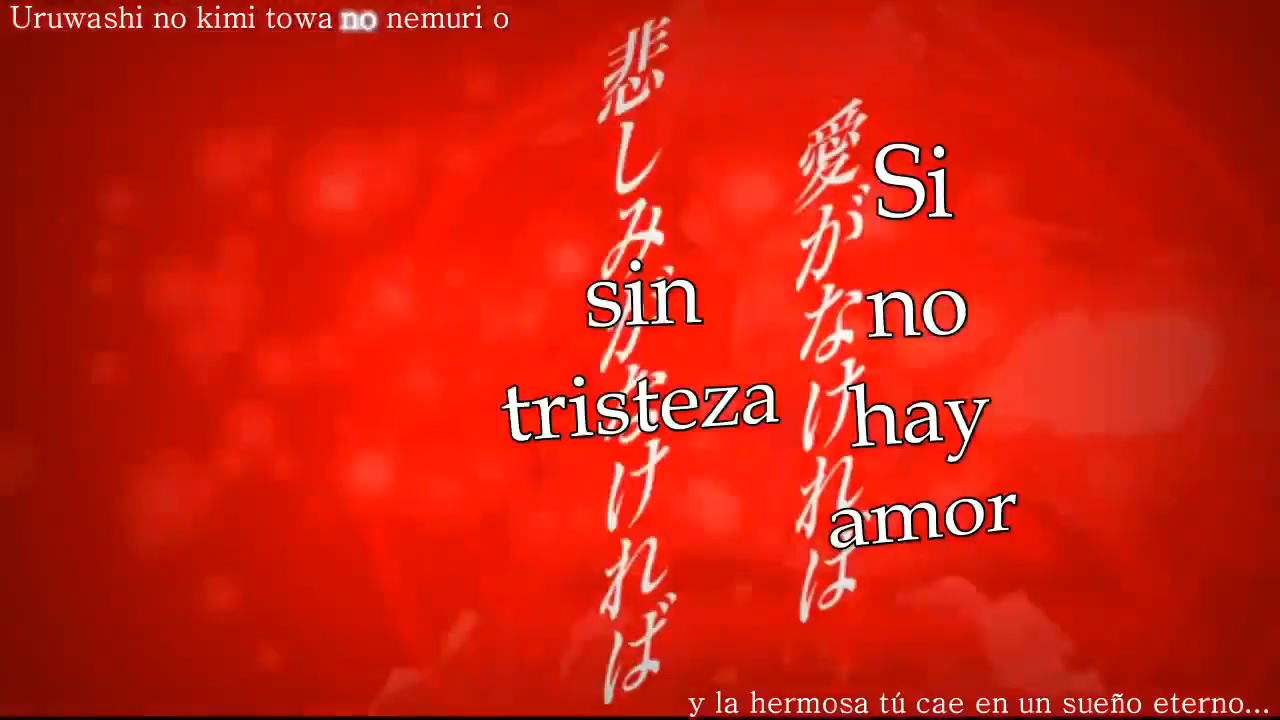 Uruwashi no kimi towa no nemuri o
愛がなければ
悲しみがなければ
Si
no
hay
amor
sin
tristeza
y la hermosa tú cae en un sueño eterno...